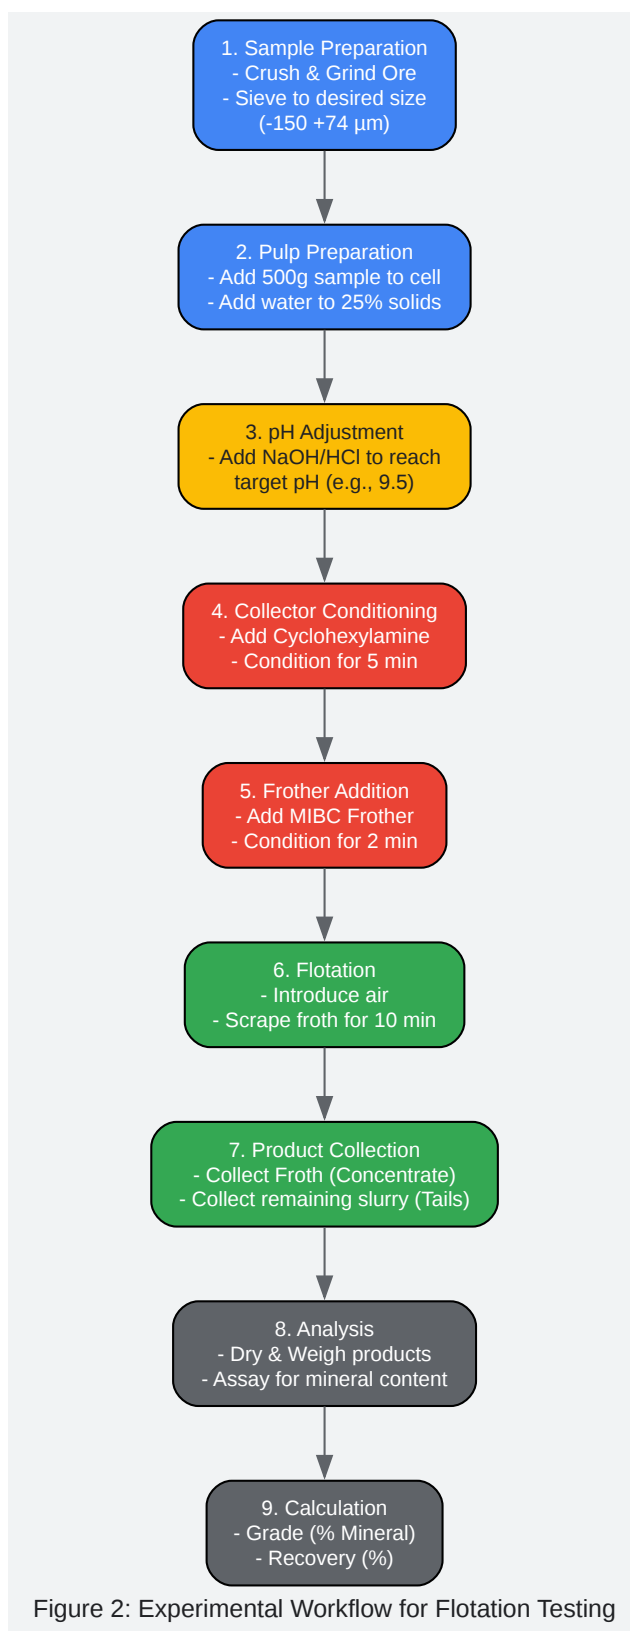 1. Sample Preparation
- Crush & Grind Ore
- Sieve to desired size
(-150 +74 µm)
2. Pulp Preparation
- Add 500g sample to cell
- Add water to 25% solids
3. pH Adjustment
- Add NaOH/HCl to reach
target pH (e.g., 9.5)
4. Collector Conditioning
- Add Cyclohexylamine
- Condition for 5 min
5. Frother Addition
- Add MIBC Frother
- Condition for 2 min
6. Flotation
- Introduce air
- Scrape froth for 10 min
7. Product Collection
- Collect Froth (Concentrate)
- Collect remaining slurry (Tails)
8. Analysis
- Dry & Weigh products
- Assay for mineral content
9. Calculation
- Grade (% Mineral)
- Recovery (%)
Figure 2: Experimental Workflow for Flotation Testing